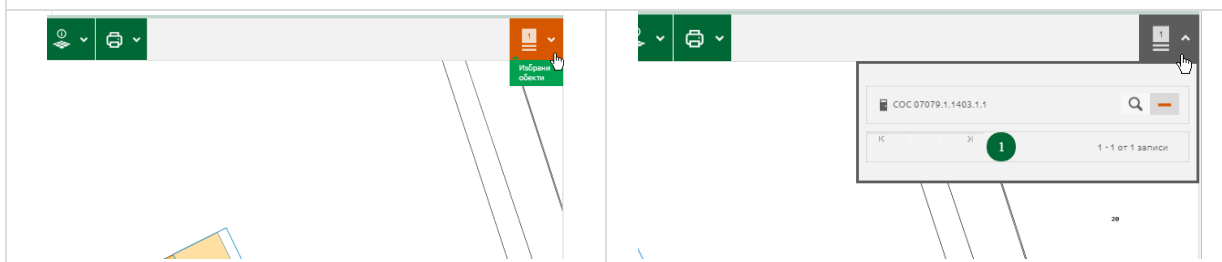 1
Избрани
обекти
1
СОС 07079.1.1403.1.1
1
1 - 1 от 1 записи
20